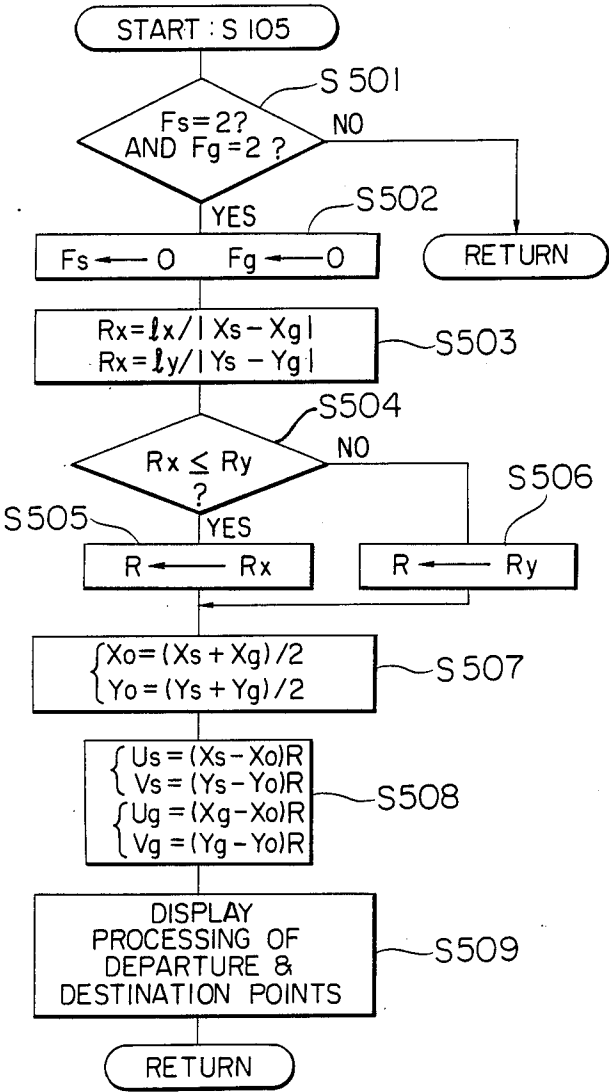 START : S 105
S 501
Fs=2?
AND Fg=2 ?
NO
YES
S502
Fs ← O Fg ← O
RETURN
Rx=ℓx/| Xs − Xg |
Rx=ℓy/| Ys − Yg |
S503
S504
Rx ≤ Ry
?
NO
YES
S505
S506
R ← Rx
R ← Ry
Xo=(Xs + Xg)/2
Yo=(Ys + Yg)/2
S507
Us=(Xs−Xo)R
Vs=(Ys−Yo)R
Ug=(Xg−Xo)R
Vg=(Yg−Yo)R
S508
DISPLAY
PROCESSING OF
DEPARTURE &
DESTINATION POINTS
S509
RETURN